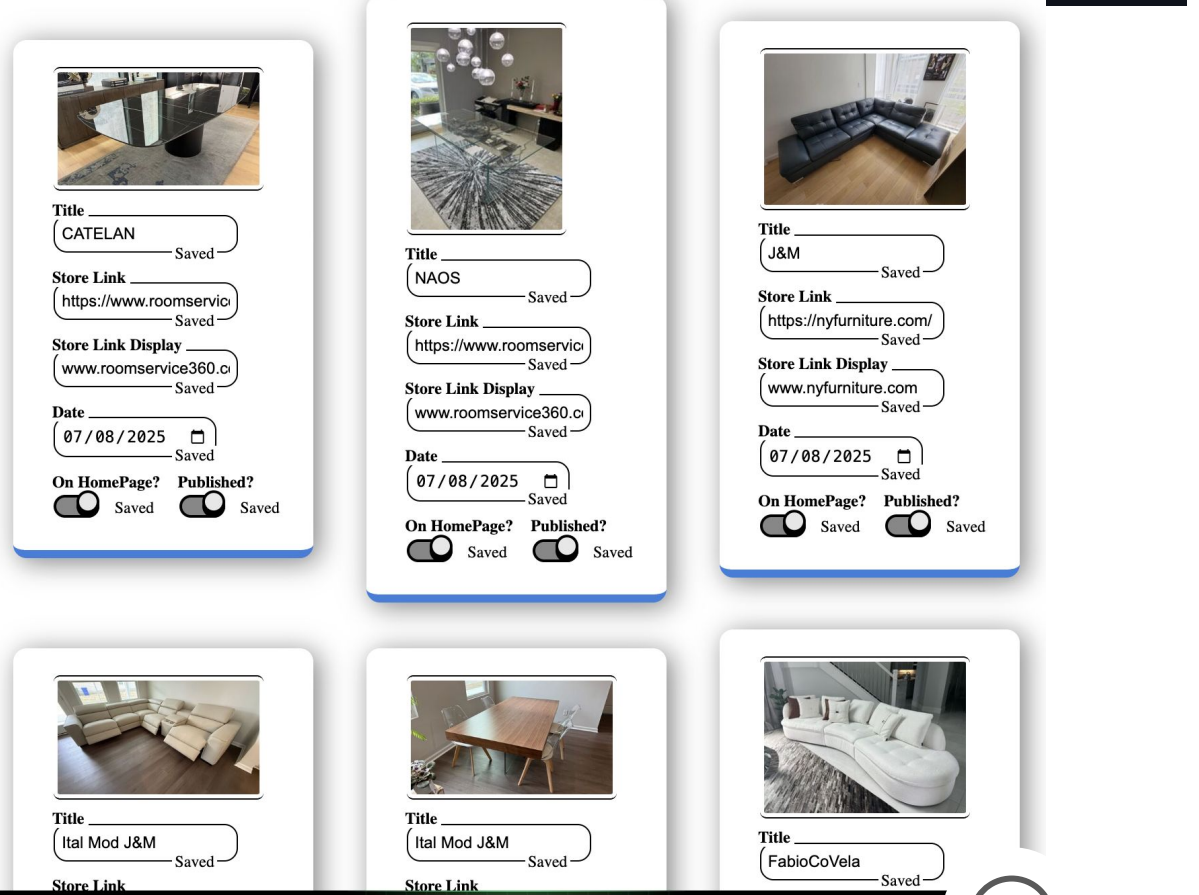 Title
CATELAN
Saved
Store Link
https://www.roomservic
Saved
Store Link Display
www.roomservice360.c
Saved
Date
07/08/2025
Saved
On HomePage? Published?
Saved Saved
Title
NAOS
Saved
Store Link
https://www.roomservic
Saved
Store Link Display
www.roomservice360.c
Saved
Date
07/08/2025
Saved
On HomePage? Published?
Saved Saved
Title
J&M
Saved
Store Link
https://nyfurniture.com/
Saved
Store Link Display
www.nyfurniture.com
Saved
Date
07/08/2025
Saved
On HomePage? Published?
Saved Saved
Title
Ital Mod J&M
Saved
Store Link
Title
Ital Mod J&M
Saved
Store Link
Title
FabioCoVela
Saved